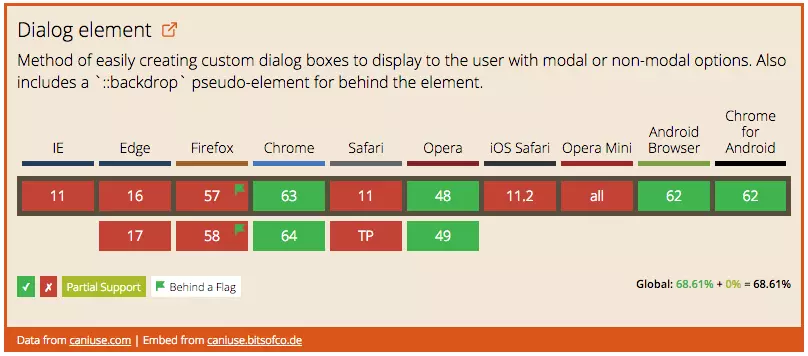 Dialog element
Method of easily creating custom dialog boxes to display to the user with modal or non-modal options. Also
includes a `::backdrop` pseudo-element for behind the element.
IE Edge Firefox Chrome Safari Opera iOS Safari Opera Mini Android Browser Chrome for Android
11 16 57 63 11 48 11.2 all 62 62
17 58 64 TP 49
✓ ✗ Partial Support Behind a Flag
Global: 68.61% + 0% = 68.61%
Data from caniuse.com | Embed from caniuse.bitsofco.de